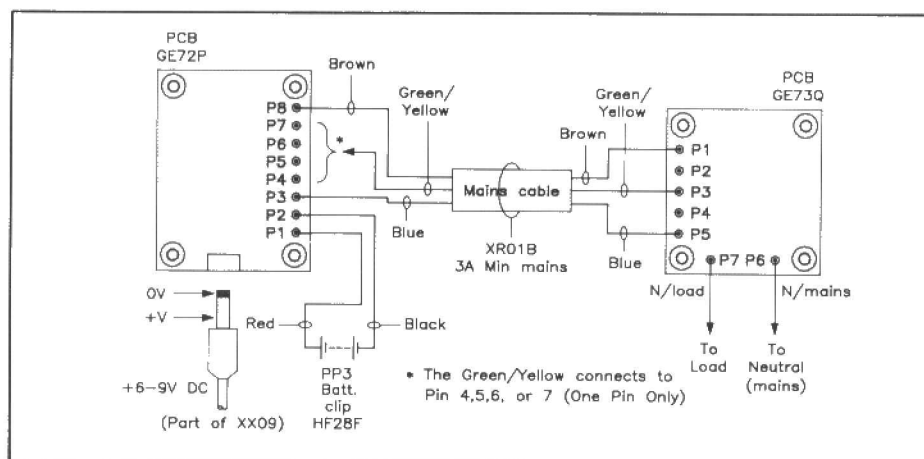 PCB
GE72P
P8
P7
P6
P5
P4
P3
P2
P1
*
Brown
Green/
Yellow
Blue
Mains cable
XR01B
3A Min mains
Brown
Green/
Yellow
Blue
PCB
GE73Q
P1
P2
P3
P4
P5
P7 P6
N/load
N/mains
To
Load
To
Neutral
(mains)
0V
+V
+6-9V DC
(Part of XX09)
Red
Black
PP3
Batt.
clip
HF28F
* The Green/Yellow connects to
Pin 4,5,6, or 7 (One Pin Only)